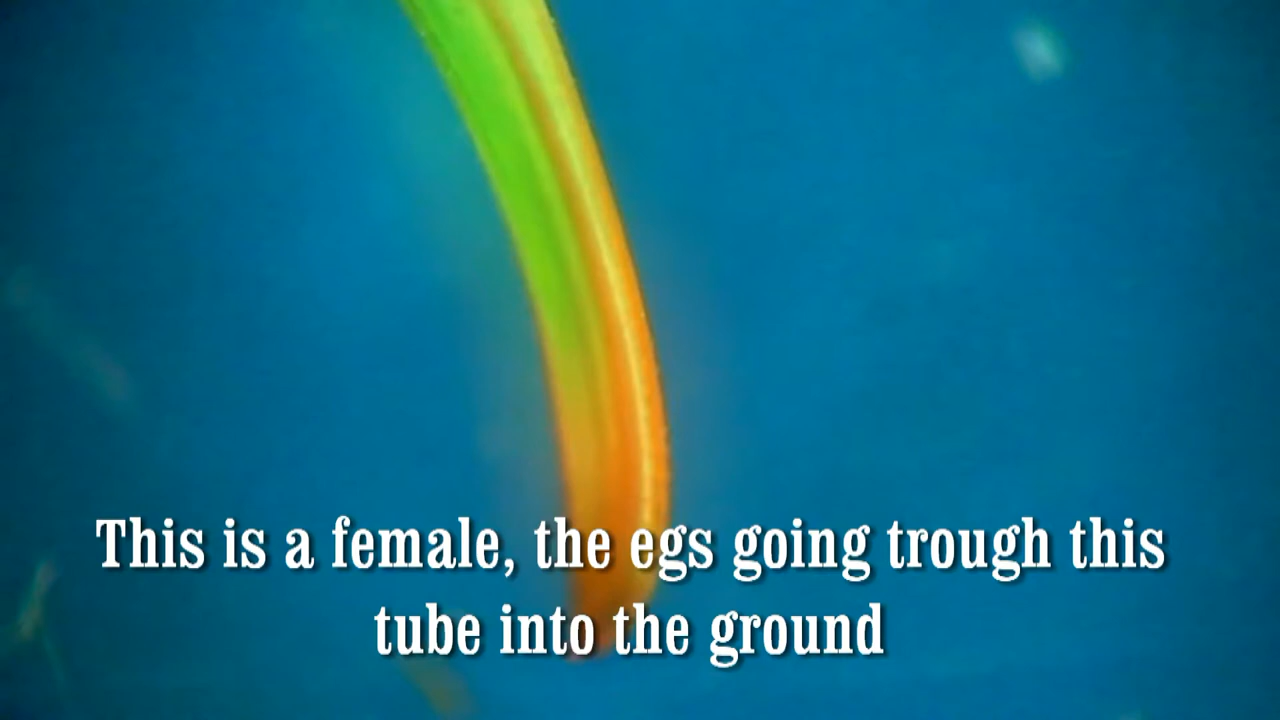 This is a female, the egs going trough this
tube into the ground